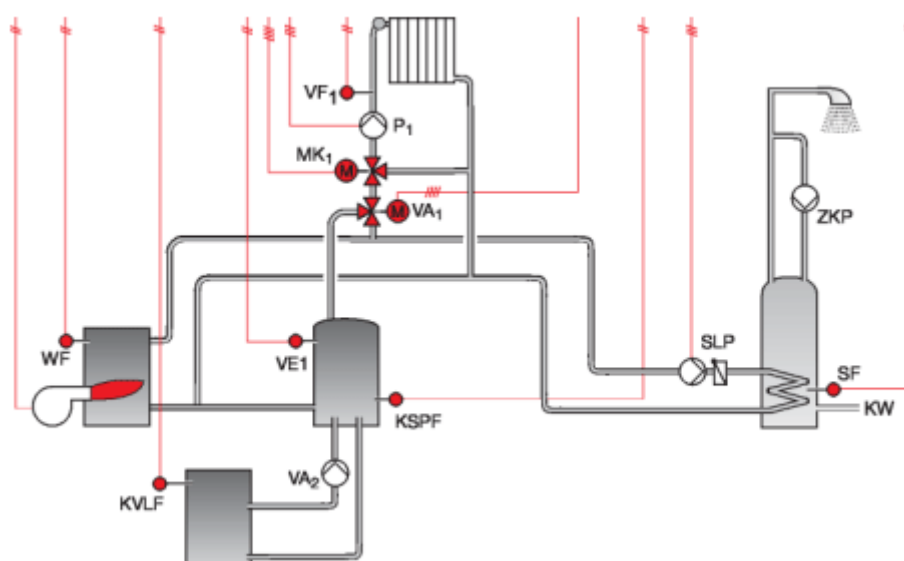 VF1
P1
MK1
M
M
VA1
ZKP
WF
VE1
SLP
SF
KSPF
KW
VA2
KVLF